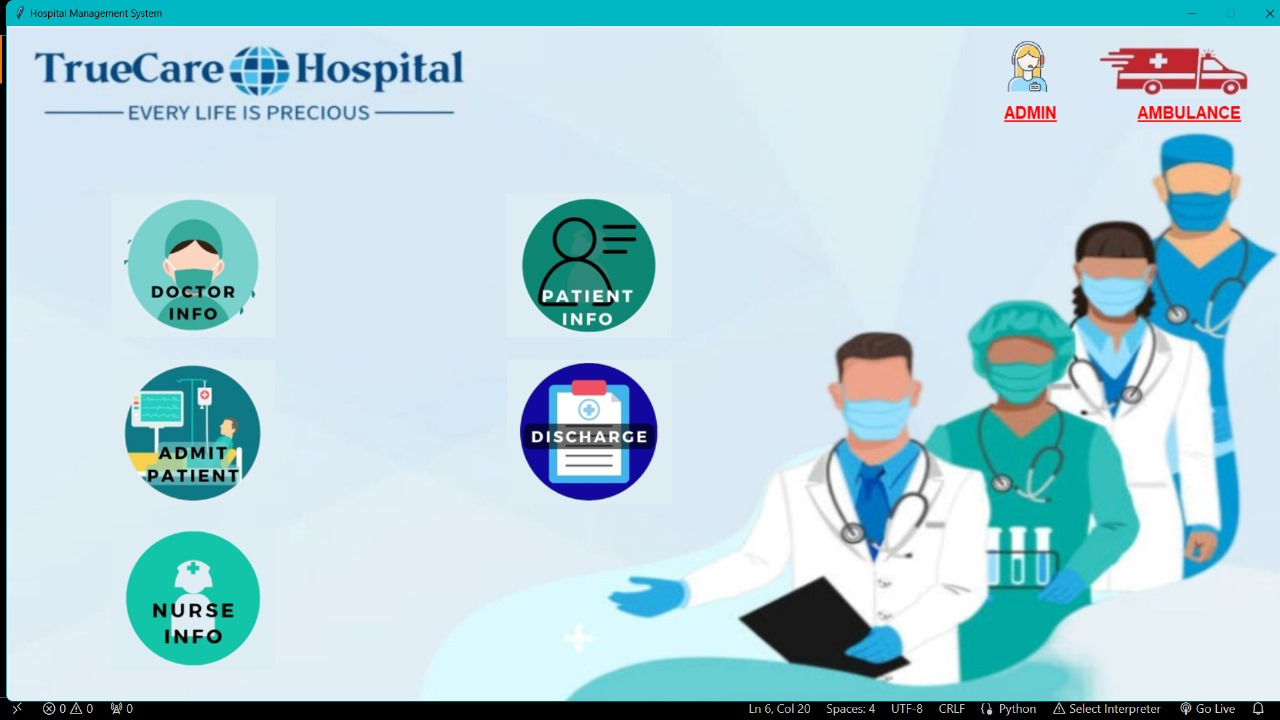 Hospital Management System
TrueCare Hospital
EVERY LIFE IS PRECIOUS
ADMIN
AMBULANCE
DOCTOR
INFO
PATIENT
INFO
ADMIT
PATIENT
DISCHARGE
NURSE
INFO
0 0 0 Ln 6, Col 20 Spaces: 4 UTF-8 CRLF Python Select Interpreter Go Live